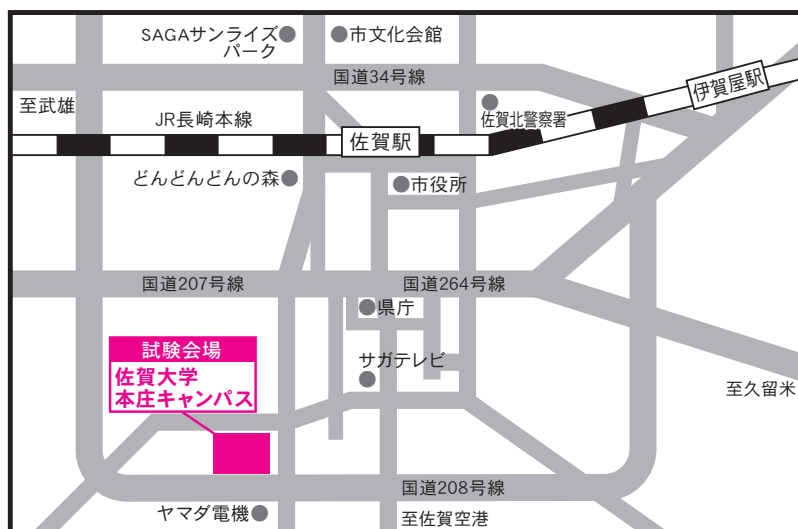 SAGAサンライズ
パーク
市文化会館
国道34号線
伊賀屋駅
至武雄
JR長崎本線
佐賀北警察署
佐賀駅
どんどんどんの森
市役所
国道207号線
国道264号線
県庁
試験会場
佐賀大学
本庄キャンパス
サガテレビ
至久留米
国道208号線
ヤマダ電機
至佐賀空港